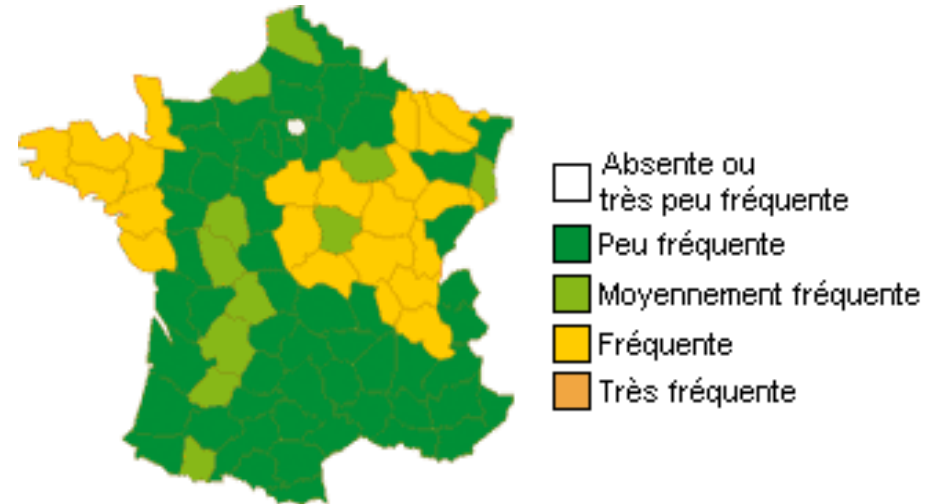 Absente ou
très peu fréquente
Peu fréquente
Moyennement fréquente
Fréquente
Très fréquente